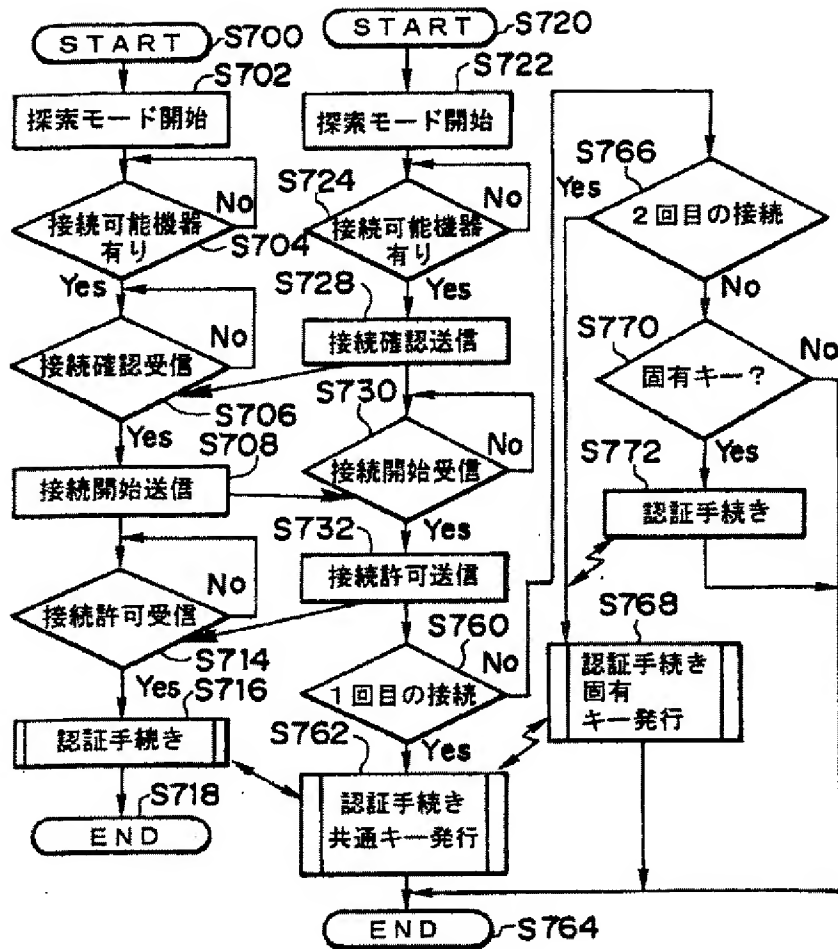 START
S700
S702
探索モード開始
No
接続可能機器
有り
S704
Yes
No
接続確認受信
S706
Yes
S708
接続開始送信
No
接続許可受信
S714
Yes
S716
認証手続き
S718
END
START
S720
S722
探索モード開始
S724
No
接続可能機器
有り
S728
Yes
接続確認送信
S730
No
接続開始受信
S732
Yes
接続許可送信
S760
No
1回目の接続
S762
Yes
認証手続き
共通キー発行
END
S764
S766
Yes
2回目の接続
No
S770
No
固有キー?
S772
Yes
認証手続き
S768
認証手続き
固有
キー発行